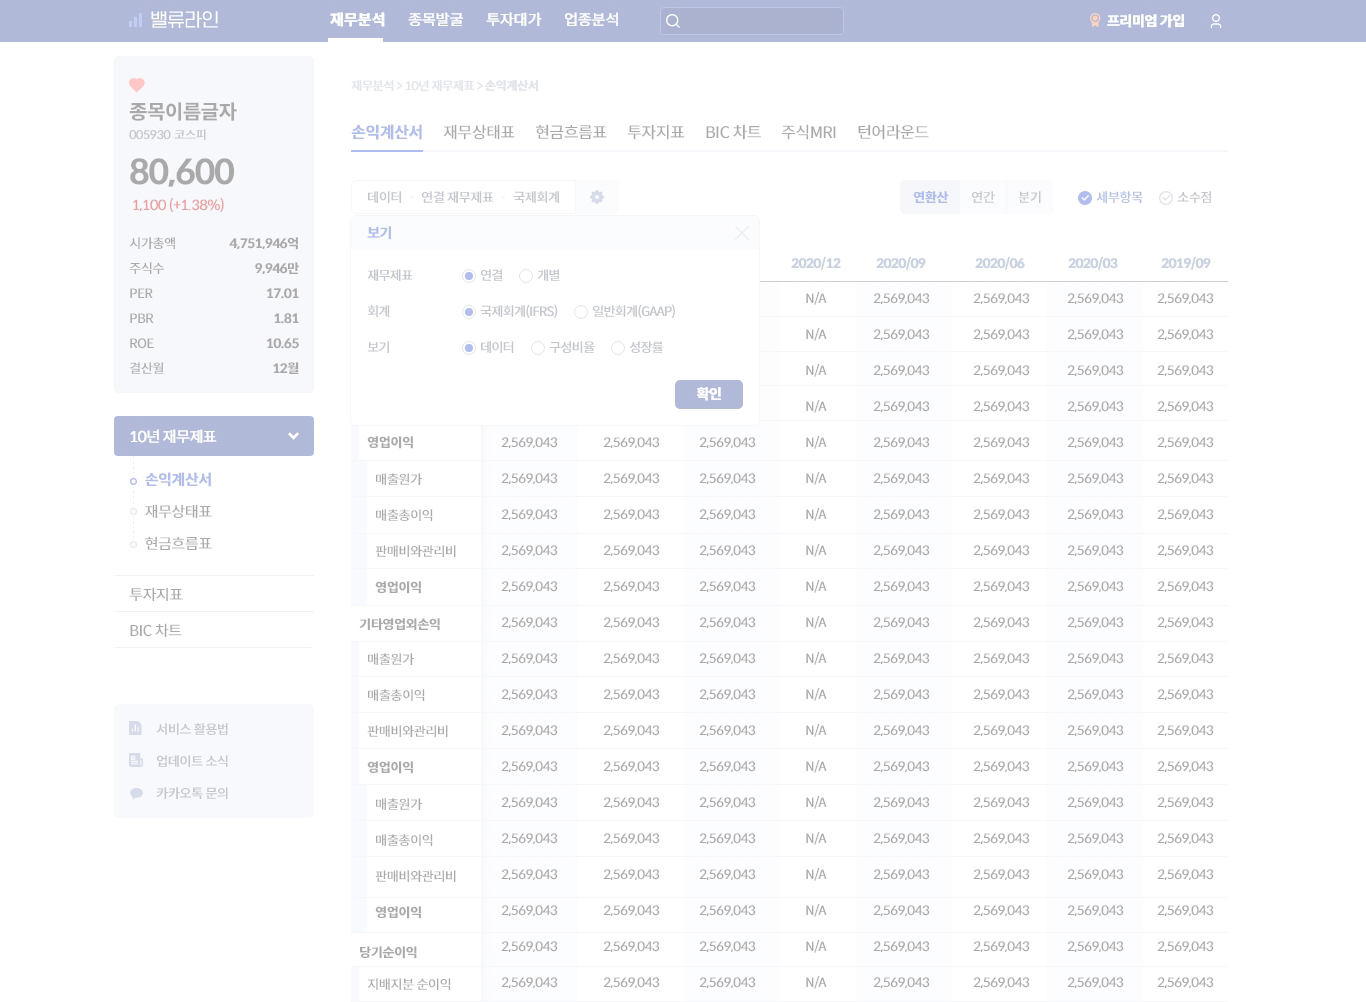 밸류라인 재무분석 종목발굴 투자대가 업종분석 프리미엄 가입
종목이름글자
005930 코스피
80,600
1,100 (+1.38%)
시가총액 4,751,946억
주식수 9,946만
PER 17.01
PBR 1.81
ROE 10.65
결산월 12월
10년 재무제표
손익계산서
재무상태표
현금흐름표
투자지표
BIC 차트
서비스 활용법
업데이트 소식
카카오톡 문의
재무분석 > 10년 재무제표 > 손익계산서
손익계산서 재무상태표 현금흐름표 투자지표 BIC 차트 주식MRI 턴어라운드
데이터 · 연결 재무제표 · 국제회계 연환산 연간 분기 세부항목 소수점
보기
재무제표 연결 개별
회계 국제회계(IFRS) 일반회계(GAAP)
보기 데이터 구성비율 성장률
확인
2020/12 2020/09 2020/06 2020/03 2019/09
N/A 2,569,043 2,569,043 2,569,043 2,569,043
N/A 2,569,043 2,569,043 2,569,043 2,569,043
N/A 2,569,043 2,569,043 2,569,043 2,569,043
N/A 2,569,043 2,569,043 2,569,043 2,569,043
영업이익 2,569,043 2,569,043 2,569,043 N/A 2,569,043 2,569,043 2,569,043 2,569,043
매출원가 2,569,043 2,569,043 2,569,043 N/A 2,569,043 2,569,043 2,569,043 2,569,043
매출총이익 2,569,043 2,569,043 2,569,043 N/A 2,569,043 2,569,043 2,569,043 2,569,043
판매비와관리비 2,569,043 2,569,043 2,569,043 N/A 2,569,043 2,569,043 2,569,043 2,569,043
영업이익 2,569,043 2,569,043 2,569,043 N/A 2,569,043 2,569,043 2,569,043 2,569,043
기타영업외손익 2,569,043 2,569,043 2,569,043 N/A 2,569,043 2,569,043 2,569,043 2,569,043
매출원가 2,569,043 2,569,043 2,569,043 N/A 2,569,043 2,569,043 2,569,043 2,569,043
매출총이익 2,569,043 2,569,043 2,569,043 N/A 2,569,043 2,569,043 2,569,043 2,569,043
판매비와관리비 2,569,043 2,569,043 2,569,043 N/A 2,569,043 2,569,043 2,569,043 2,569,043
영업이익 2,569,043 2,569,043 2,569,043 N/A 2,569,043 2,569,043 2,569,043 2,569,043
매출원가 2,569,043 2,569,043 2,569,043 N/A 2,569,043 2,569,043 2,569,043 2,569,043
매출총이익 2,569,043 2,569,043 2,569,043 N/A 2,569,043 2,569,043 2,569,043 2,569,043
판매비와관리비 2,569,043 2,569,043 2,569,043 N/A 2,569,043 2,569,043 2,569,043 2,569,043
영업이익 2,569,043 2,569,043 2,569,043 N/A 2,569,043 2,569,043 2,569,043 2,569,043
당기순이익 2,569,043 2,569,043 2,569,043 N/A 2,569,043 2,569,043 2,569,043 2,569,043
지배지분 순이익 2,569,043 2,569,043 2,569,043 N/A 2,569,043 2,569,043 2,569,043 2,569,043